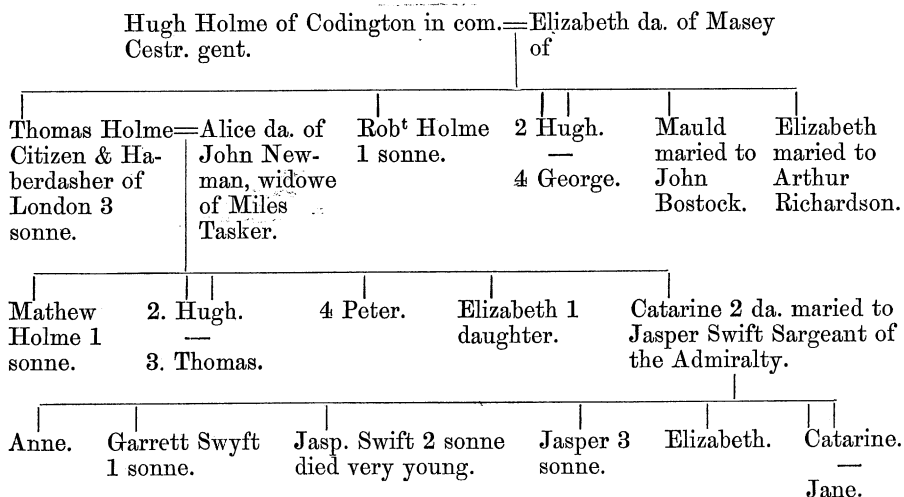 Hugh Holme of Codington in com.=Elizabeth da. of Masey
Cestr. gent. of
Thomas Holme=Alice da. of
Citizen & Ha- John New-
berdasher of man, widowe
London 3 of Miles
sonne. Tasker.
Robᵗ Holme
1 sonne.
2 Hugh.
—
4 George.
Mauld
maried to
John
Bostock.
Elizabeth
maried to
Arthur
Richardson.
Mathew
Holme 1
sonne.
2. Hugh.
—
3. Thomas.
4 Peter.
Elizabeth 1
daughter.
Catarine 2 da. maried to
Jasper Swift Sargeant of
the Admiralty.
Anne.
Garrett Swyft
1 sonne.
Jasp. Swift 2 sonne
died very young.
Jasper 3
sonne.
Elizabeth.
Catarine.
—
Jane.